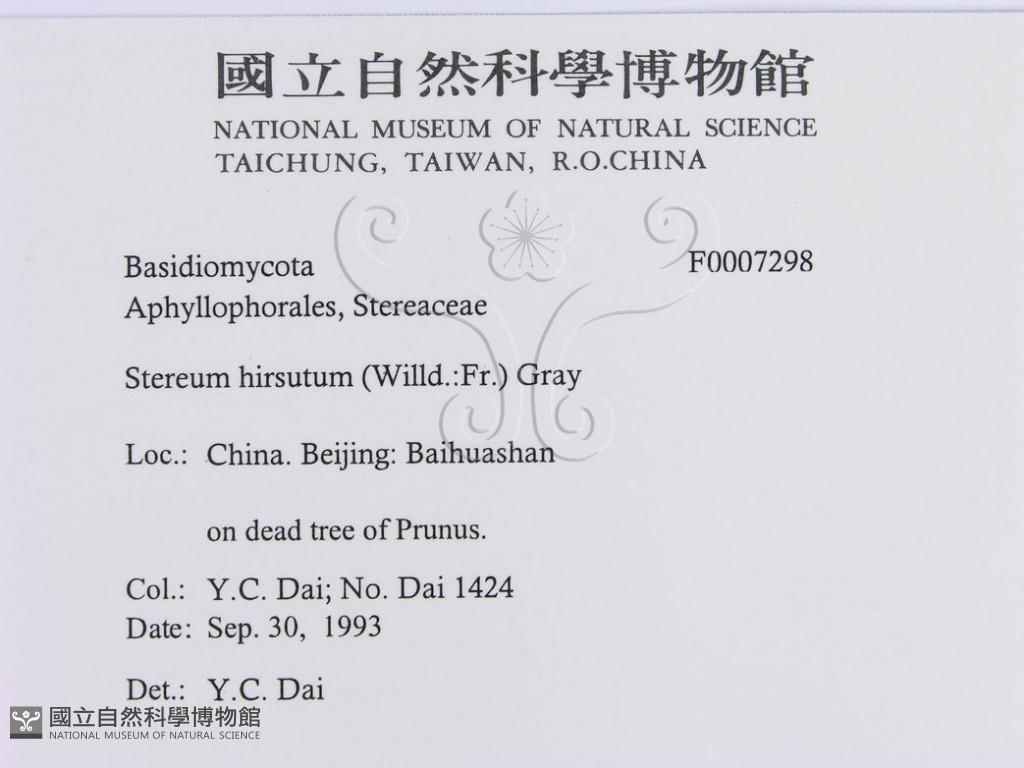 國立自然科學博物館
NATIONAL MUSEUM OF NATURAL SCIENCE
TAICHUNG, TAIWAN, R.O.CHINA
Basidiomycota F0007298
Aphyllophorales, Stereaceae
Stereum hirsutum (Willd.:Fr.) Gray
Loc.: China. Beijing: Baihuashan
on dead tree of Prunus.
Col.: Y.C. Dai; No. Dai 1424
Date: Sep. 30, 1993
Det.: Y.C. Dai
國立自然科學博物館
NATIONAL MUSEUM OF NATURAL SCIENCE